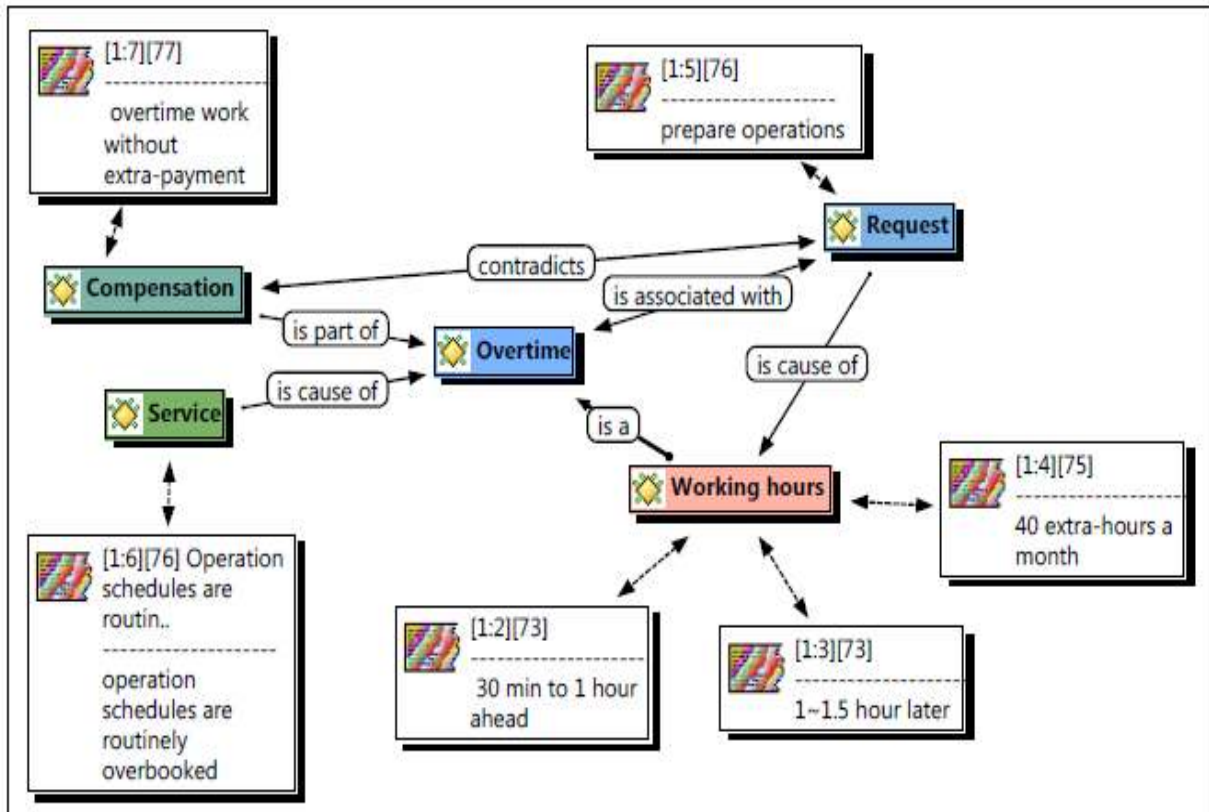 [1:7][77]
overtime work
without
extra-payment
[1:5][76]
prepare operations
Request
contradicts
Compensation
is associated with
is part of
Overtime
is cause of
is cause of
Service
is a
Working hours
[1:4][75]
40 extra-hours a
month
[1:6][76] Operation
schedules are
routin..
operation
schedules are
routinely
overbooked
[1:2][73]
30 min to 1 hour
ahead
[1:3][73]
1~1.5 hour later